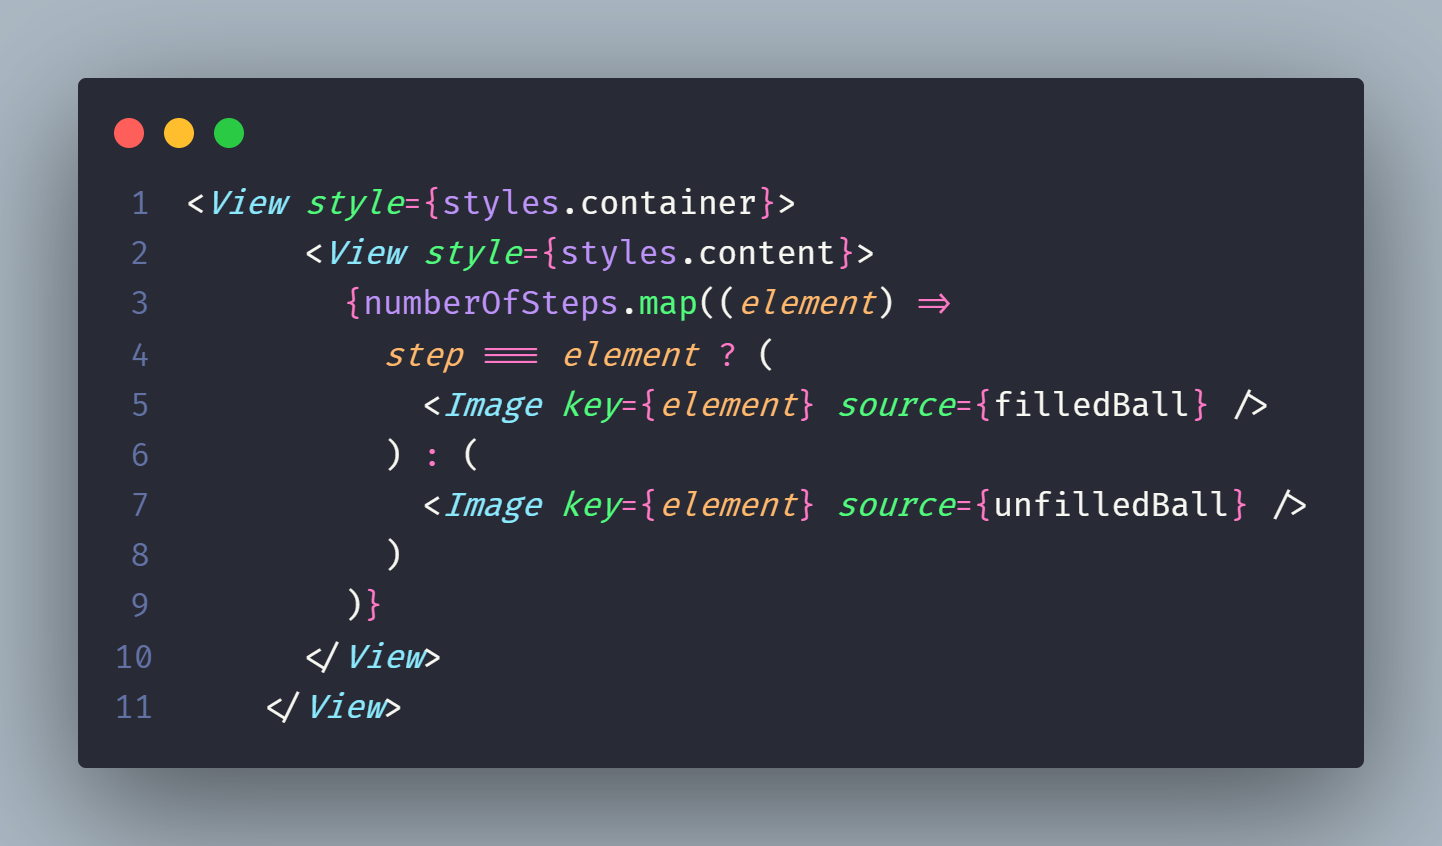 1 <View style={styles.container}>
2       <View style={styles.content}>
3         {numberOfSteps.map((element) =>
4           step === element ? (
5             <Image key={element} source={filledBall} />
6           ) : (
7             <Image key={element} source={unfilledBall} />
8           )
9         )}
10       </View>
11     </View>